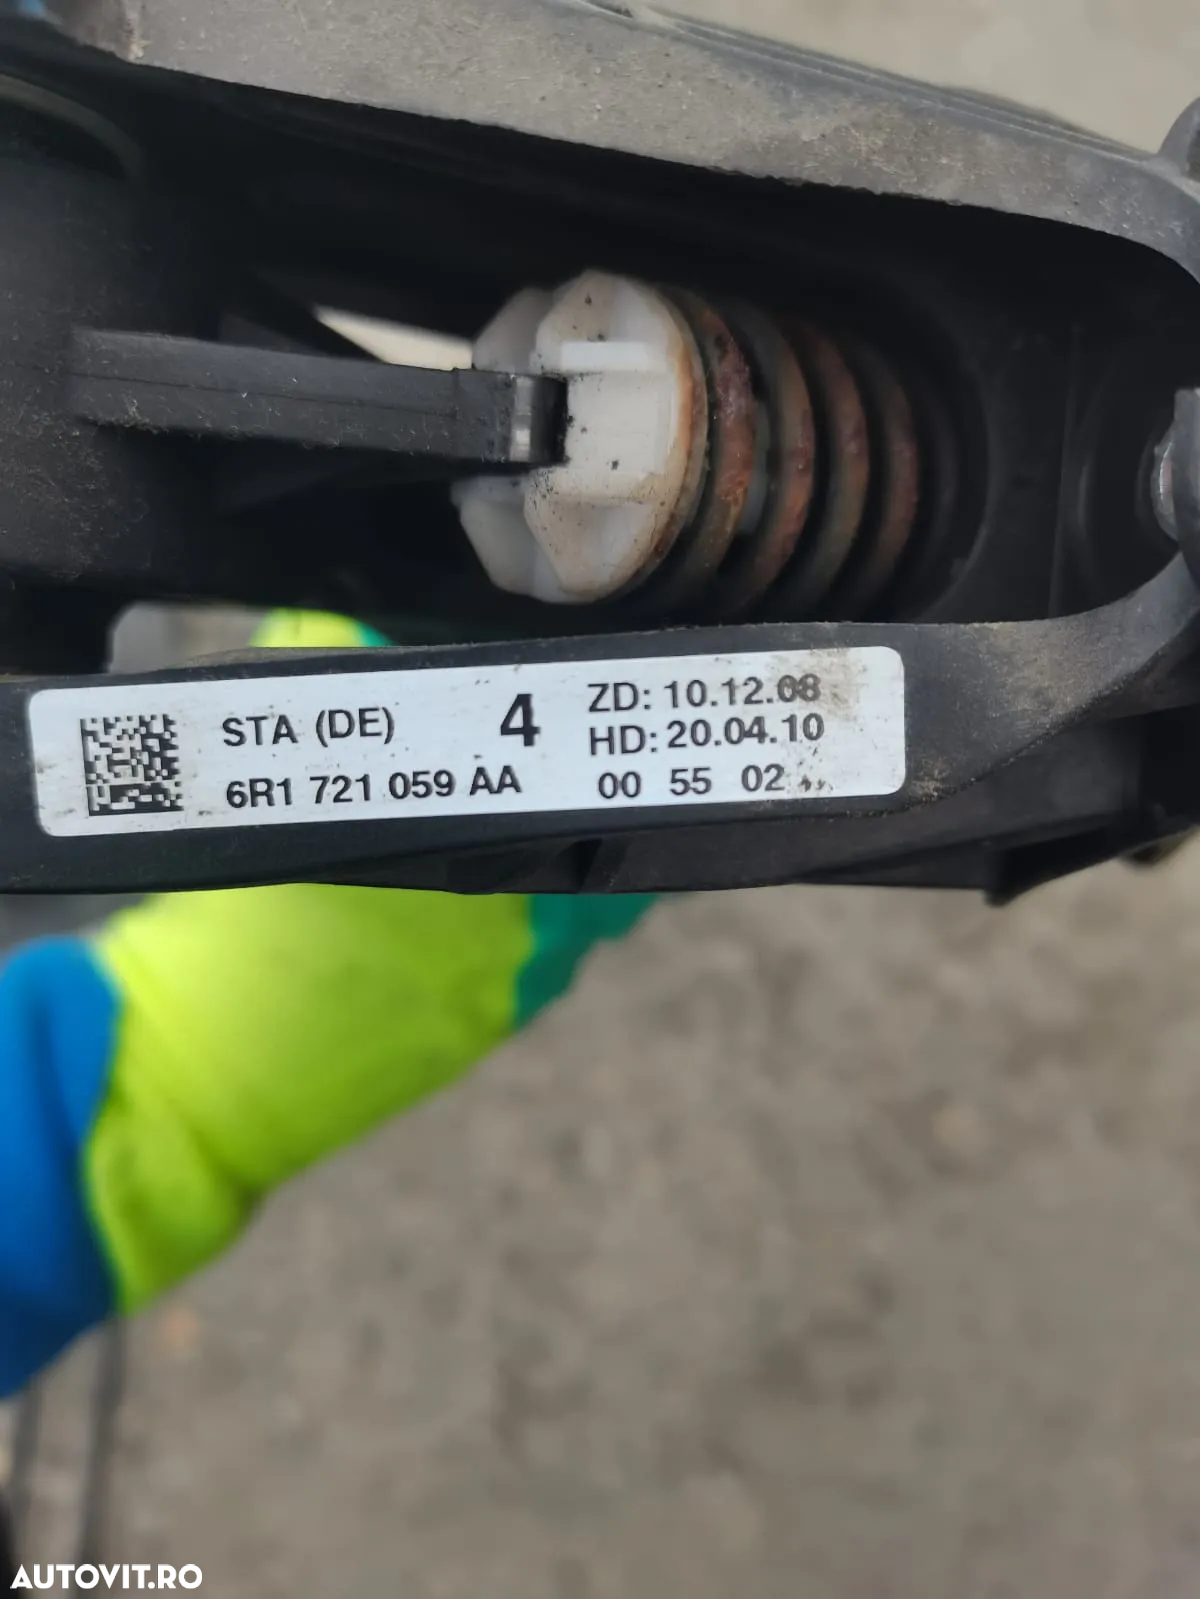 STA (DE) 4 ZD: 10.12.08
HD: 20.04.10
6R1 721 059 AA 00 55 02
AUTOVIT.RO